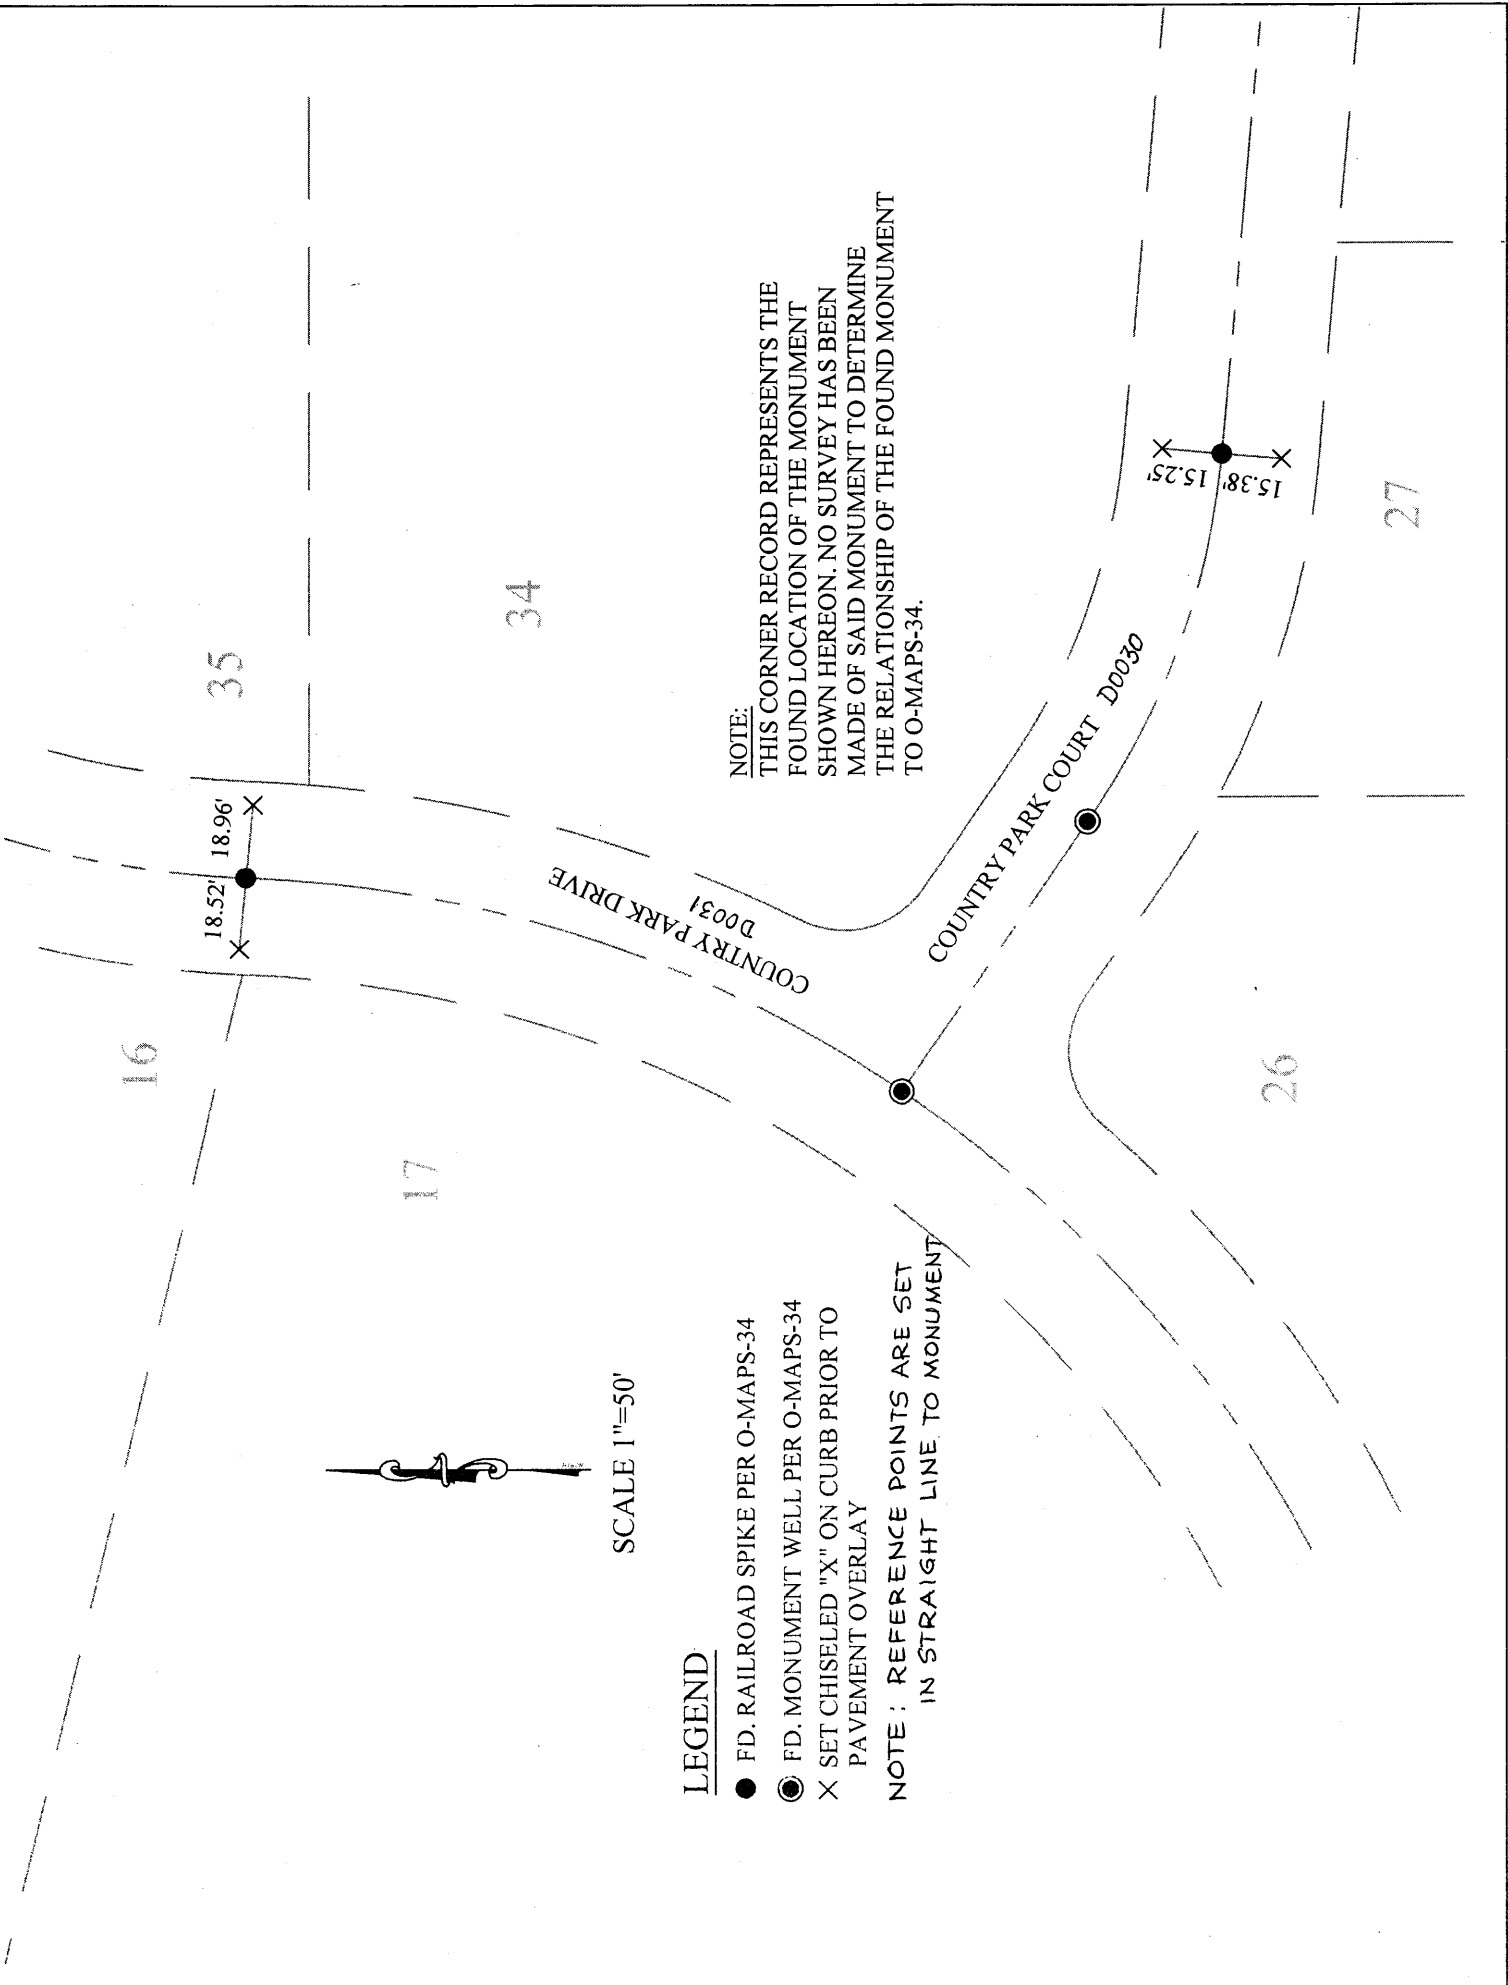 35
34
16
17
18.52'
18.96'
COUNTRY PARK DRIVE
D0031
NOTE:
THIS CORNER RECORD REPRESENTS THE
FOUND LOCATION OF THE MONUMENT
SHOWN HEREON. NO SURVEY HAS BEEN
MADE OF SAID MONUMENT TO DETERMINE
THE RELATIONSHIP OF THE FOUND MONUMENT
TO O-MAPS-34.
COUNTRY PARK COURT D0030
15.25'
15.38'
27
26
SCALE 1"=50'
LEGEND
FD. RAILROAD SPIKE PER O-MAPS-34
FD. MONUMENT WELL PER O-MAPS-34
X SET CHISELED "X" ON CURB PRIOR TO
PAVEMENT OVERLAY
NOTE: REFERENCE POINTS ARE SET
IN STRAIGHT LINE TO MONUMENT